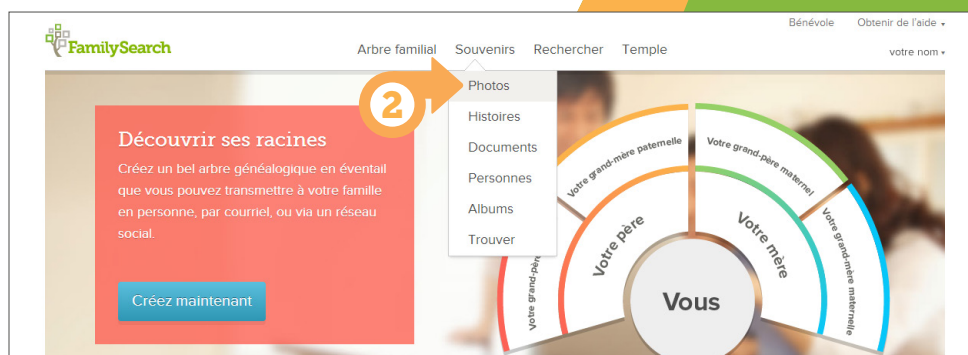 Bénévole
Obtenir de l'aide
FamilySearch
Arbre familial Souvenirs Rechercher Temple
votre nom
2
Photos
Histoires
Documents
Personnes
Albums
Trouver
Découvrir ses racines
Créez un bel arbre généalogique en éventail
que vous pouvez transmettre à votre famille
en personne, par courriel, ou via un réseau
social.
Créez maintenant
Votre grand-mère paternelle
Votre grand-père maternel
Votre grand-père
Votre père
Votre mère
Votre grand-mère maternelle
Vous